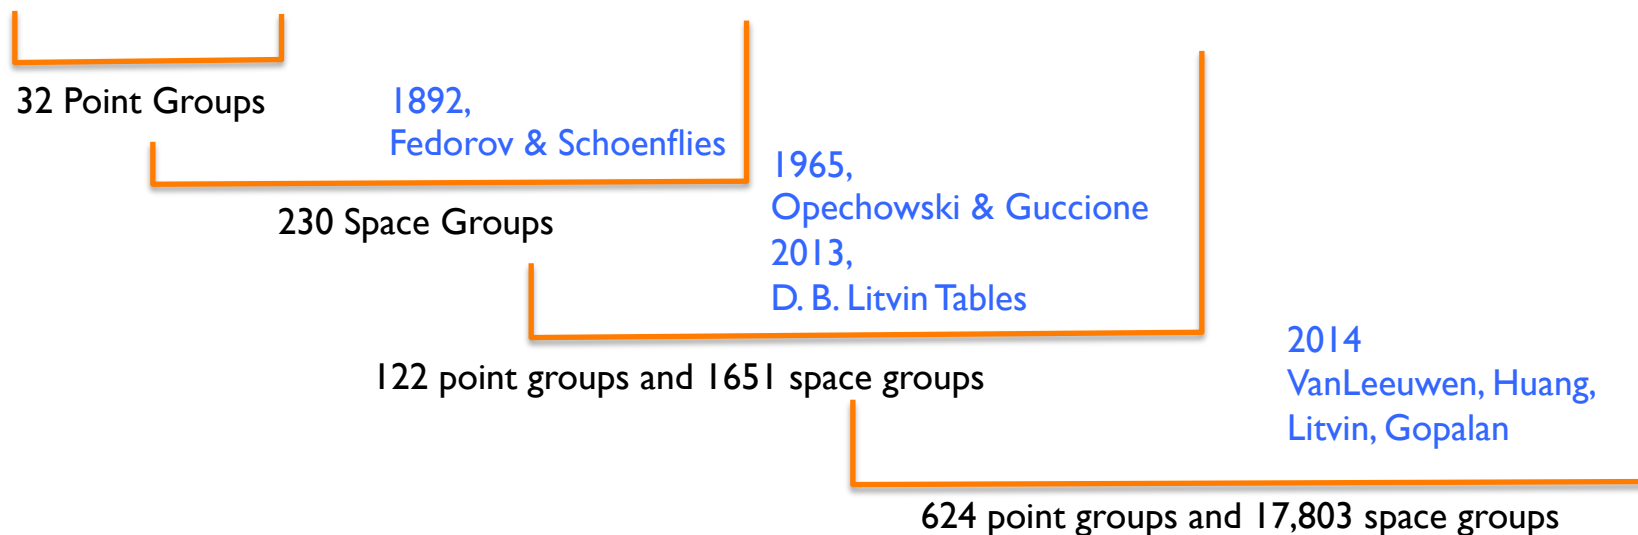 32 Point Groups
1892,
Fedorov & Schoenflies
230 Space Groups
1965,
Opechowski & Guccione
2013,
D. B. Litvin Tables
122 point groups and 1651 space groups
2014
VanLeeuwen, Huang,
Litvin, Gopalan
624 point groups and 17,803 space groups